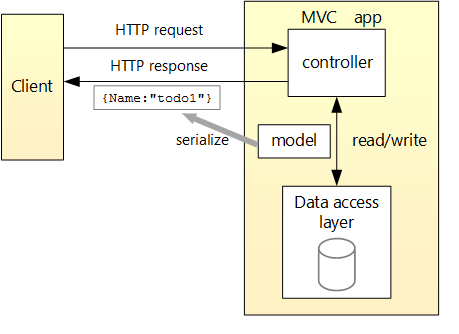 HTTP request
MVC app
Client
controller
HTTP response
{Name:"todo1"}
serialize
model
read/write
Data access
layer